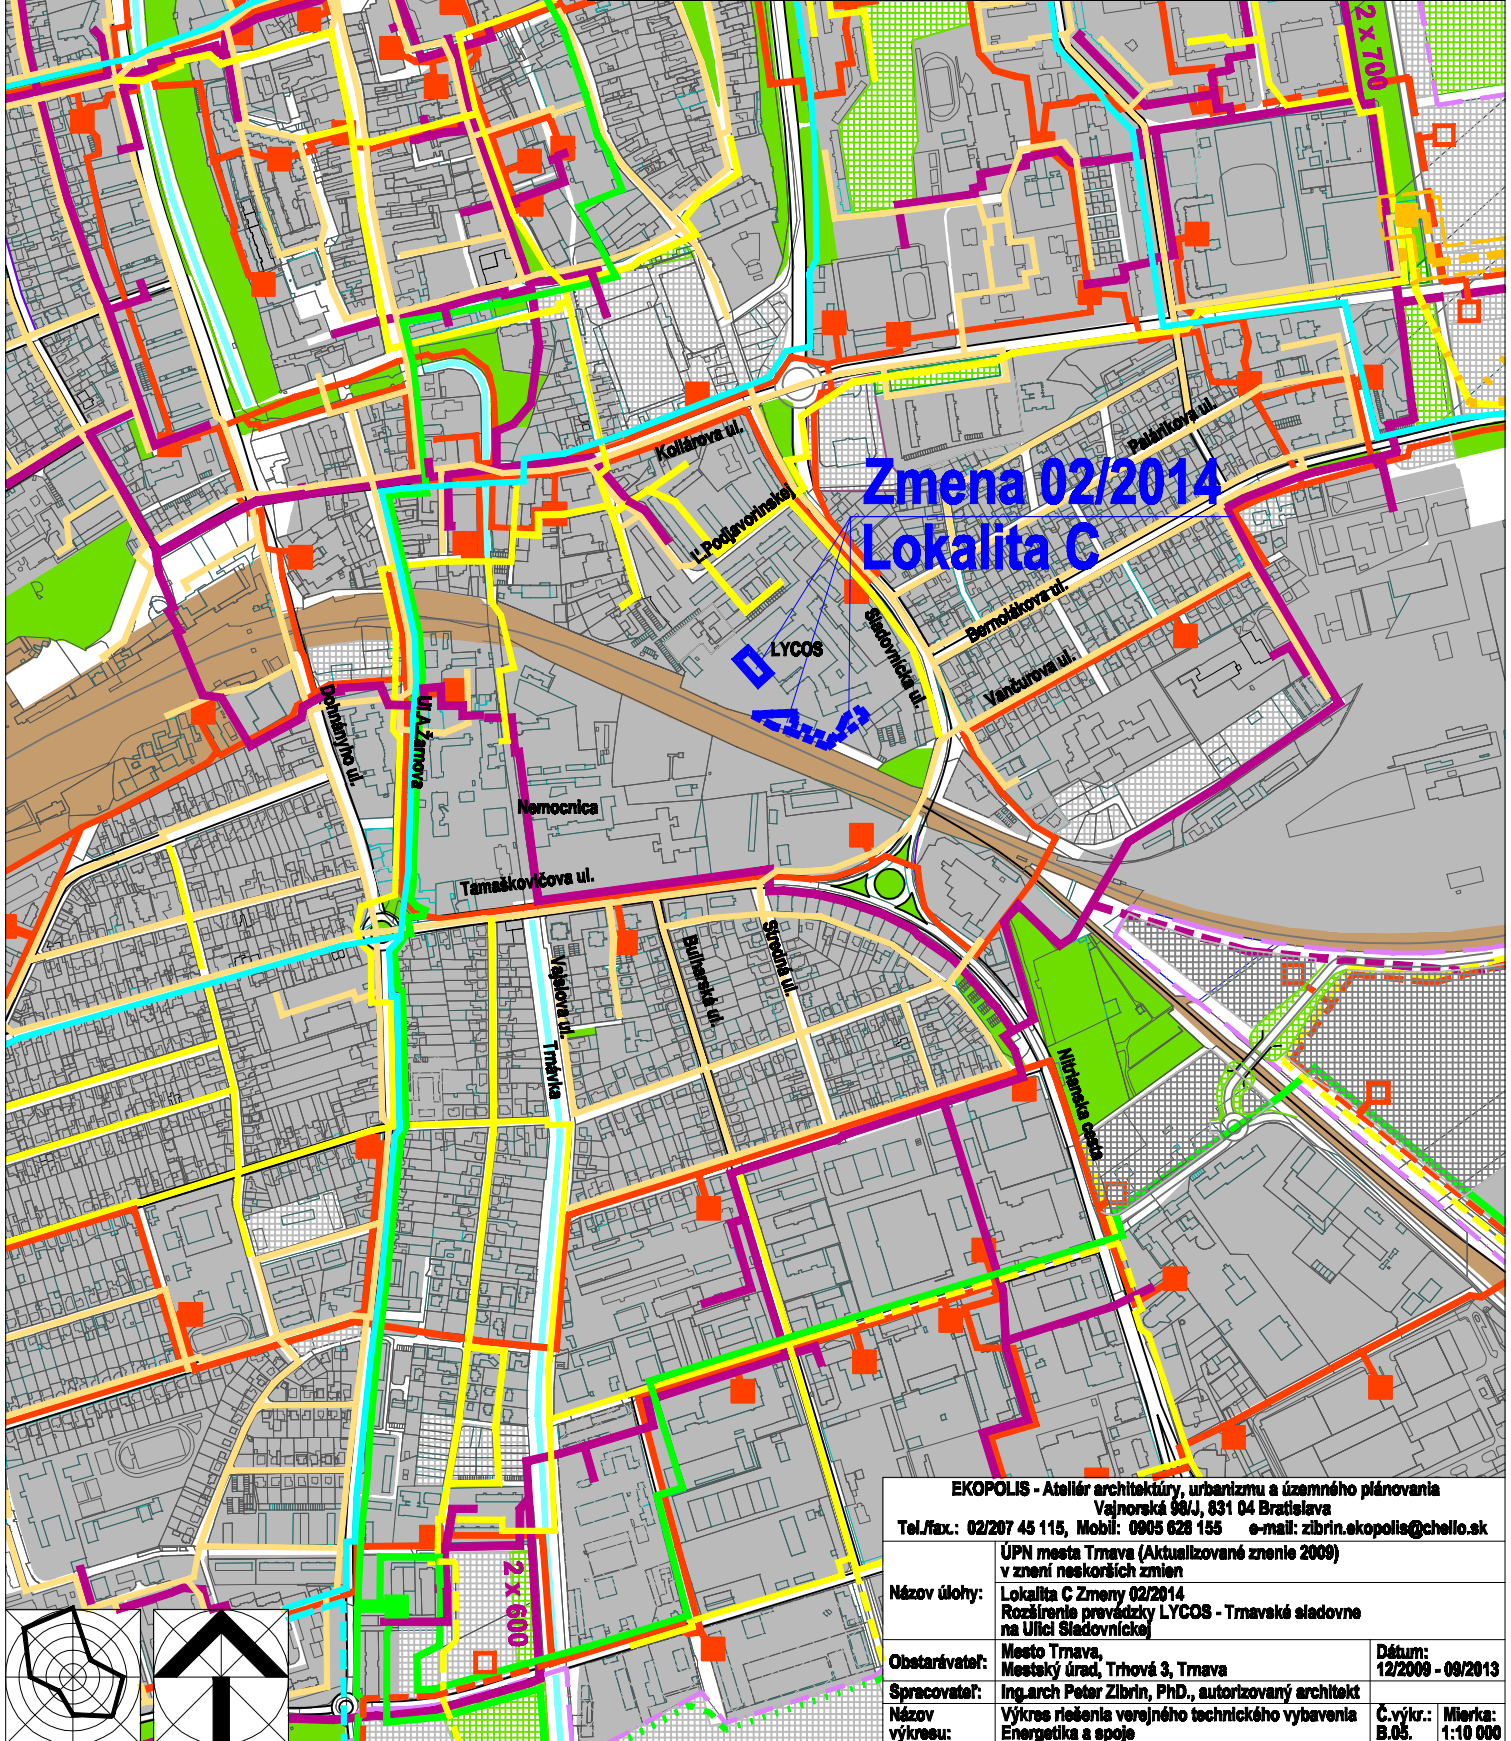 2 x 700
Kollárova ul.
Palárikova ul.
Zmena 02/2014
Lokalita C
Ľ.Podjavorinskej
Bernolákova ul.
Sladovnícka ul.
LYCOS
Vančurova ul.
Dohnányho ul.
Ul.A.Žarnova
Nemocnica
Tamaškovičova ul.
Stredná ul.
Bulharská ul.
Vajslova ul.
Trnávka
Nitrianska cesta
2 x 600
EKOPOLIS - Ateliér architektúry, urbanizmu a územného plánovania
Vajnorská 98/J, 831 04 Bratislava
Tel./fax.: 02/207 45 115, Mobil: 0905 628 155 e-mail: zibrin.ekopolis@chello.sk
Názov úlohy:
ÚPN mesta Trnava (Aktualizované znenie 2009)
v znení neskorších zmien
Lokalita C Zmeny 02/2014
Rozšírenie prevádzky LYCOS - Trnavské sladovne
na Ulici Sladovníckej
Obstarávateľ:
Mesto Trnava,
Mestský úrad, Trhová 3, Trnava
Dátum:
12/2009 - 09/2013
Spracovateľ: Ing.arch Peter Zibrin, PhD., autorizovaný architekt
Názov
výkresu:
Výkres riešenia verejného technického vybavenia
Energetika a spoje
Č.výkr.:
B.05.
Mierka:
1:10 000